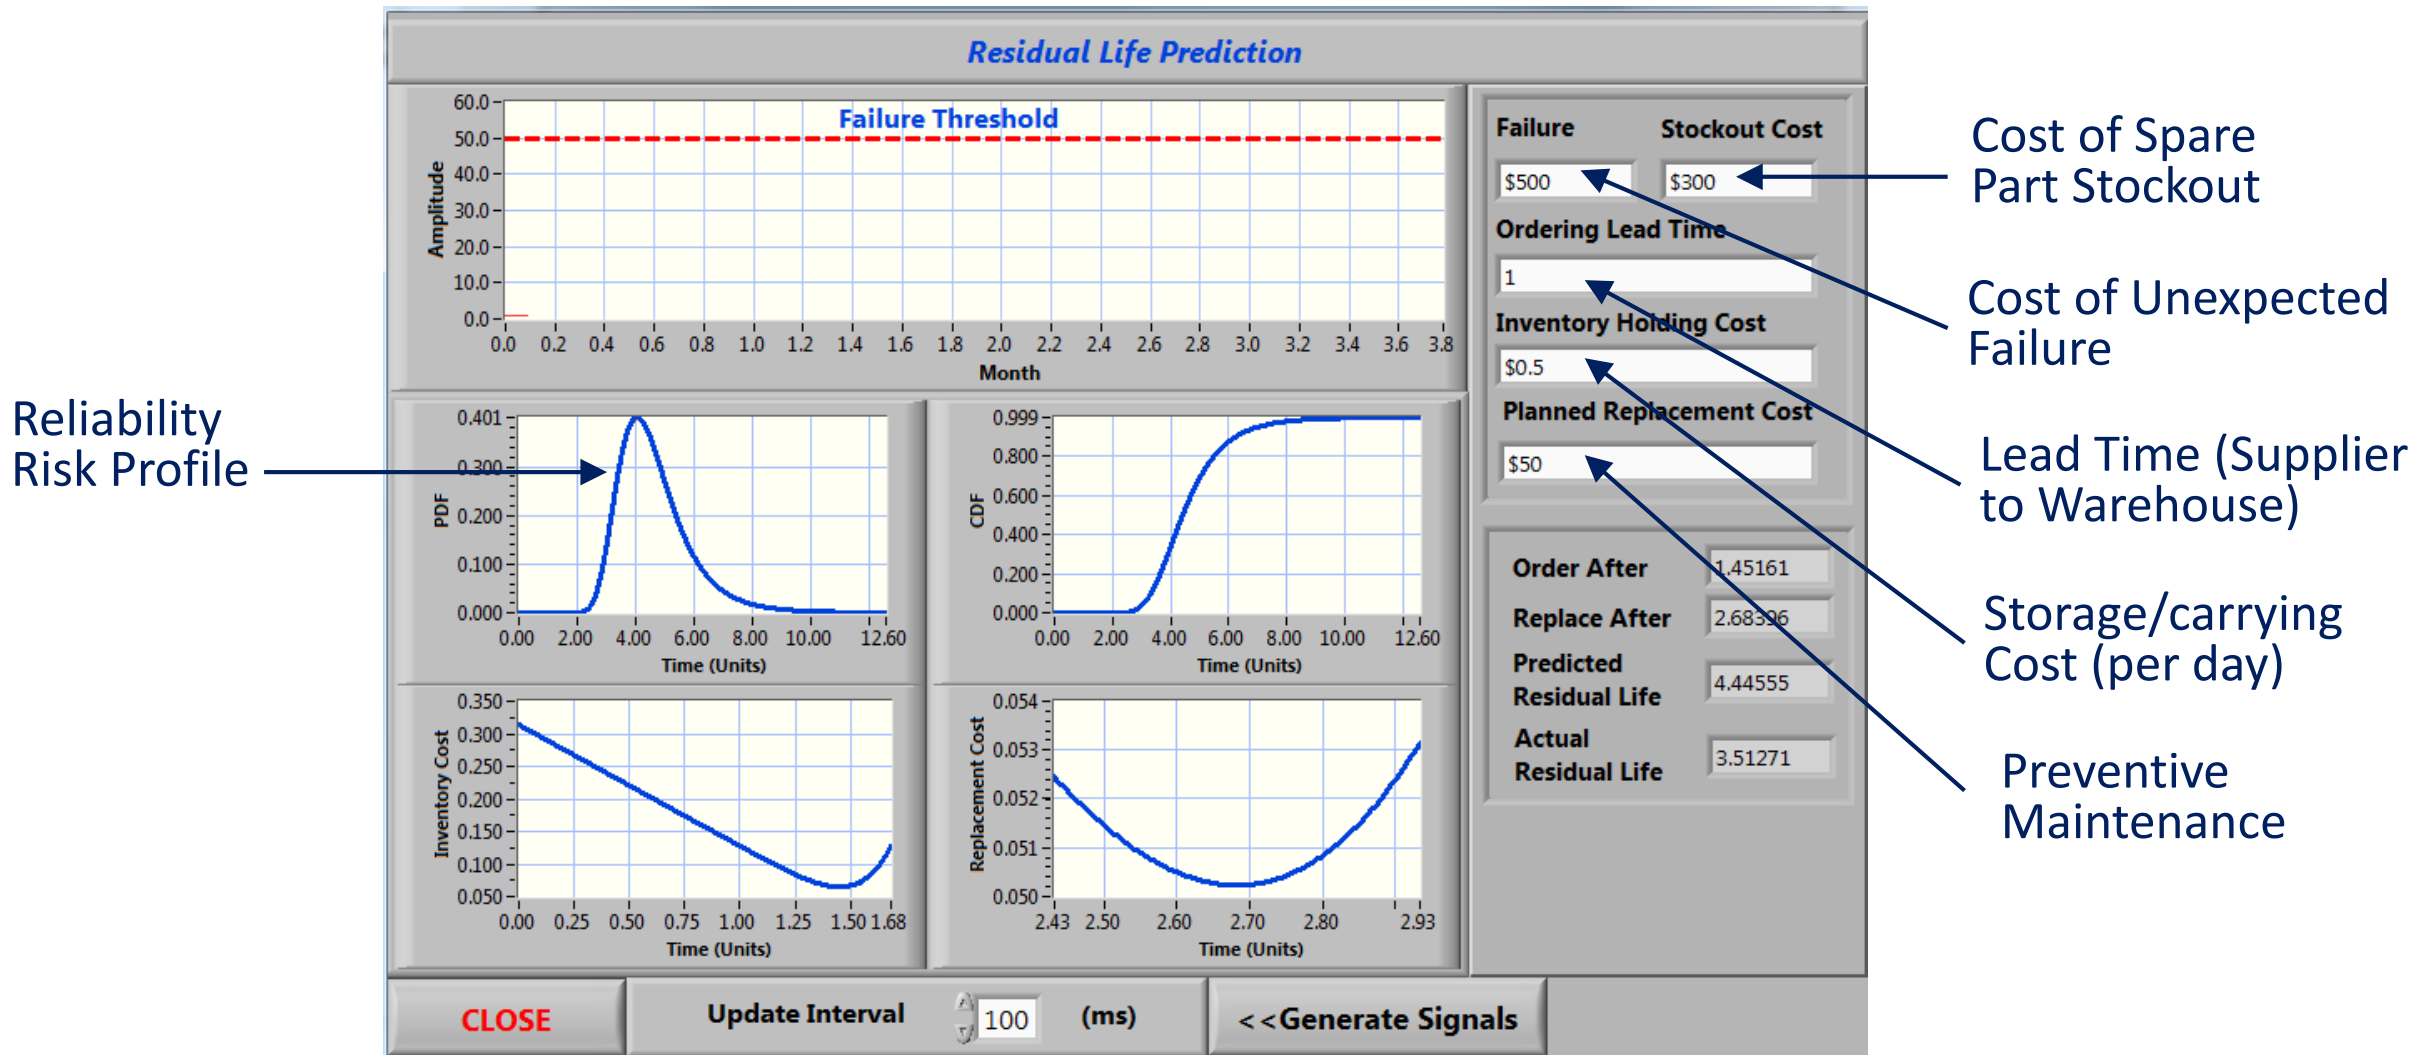 Residual Life Prediction
60.0
50.0
40.0
30.0
20.0
10.0
0.0
Amplitude
Failure Threshold
0.0 0.2 0.4 0.6 0.8 1.0 1.2 1.4 1.6 1.8 2.0 2.2 2.4 2.6 2.8 3.0 3.2 3.4 3.6 3.8
Month
Reliability
Risk Profile
0.401
0.300
0.200
0.100
0.000
PDF
0.00 2.00 4.00 6.00 8.00 10.00 12.60
Time (Units)
0.999
0.800
0.600
0.400
0.200
0.000
CDF
0.00 2.00 4.00 6.00 8.00 10.00 12.60
Time (Units)
0.350
0.300
0.250
0.200
0.150
0.100
0.050
Inventory Cost
0.00 0.25 0.50 0.75 1.00 1.25 1.50 1.68
Time (Units)
0.054
0.053
0.052
0.051
0.050
Replacement Cost
2.43 2.50 2.60 2.70 2.80 2.93
Time (Units)
Failure Stockout Cost
$500 $300
Ordering Lead Time
1
Inventory Holding Cost
$0.5
Planned Replacement Cost
$50
Order After 1.45161
Replace After 2.68396
Predicted
Residual Life 4.44555
Actual
Residual Life 3.51271
Cost of Spare
Part Stockout
Cost of Unexpected
Failure
Lead Time (Supplier
to Warehouse)
Storage/carrying
Cost (per day)
Preventive
Maintenance
CLOSE Update Interval 100 (ms) <<Generate Signals